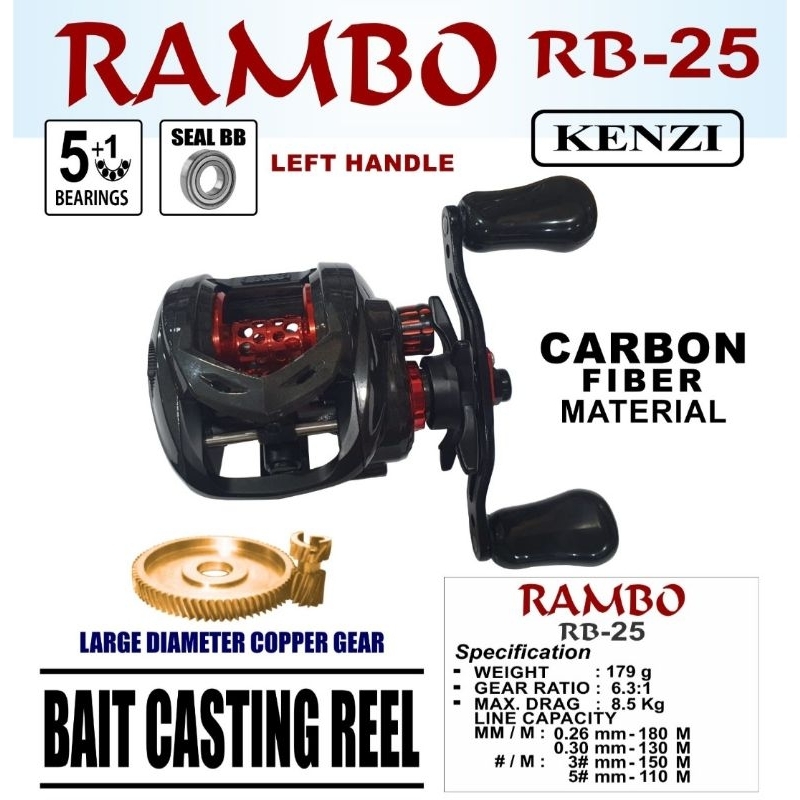 RAMBO RB-25
5+1
BEARINGS
SEAL BB
LEFT HANDLE
KENZI
CARBON
FIBER
MATERIAL
LARGE DIAMETER COPPER GEAR
BAIT CASTING REEL
RAMBO
RB-25
Specification
- WEIGHT : 179 g
- GEAR RATIO : 6.3:1
- MAX. DRAG : 8.5 Kg
LINE CAPACITY
MM / M : 0.26 mm-180 M
0.30 mm-130 M
# / M : 3# mm-150 M
5# mm-110 M